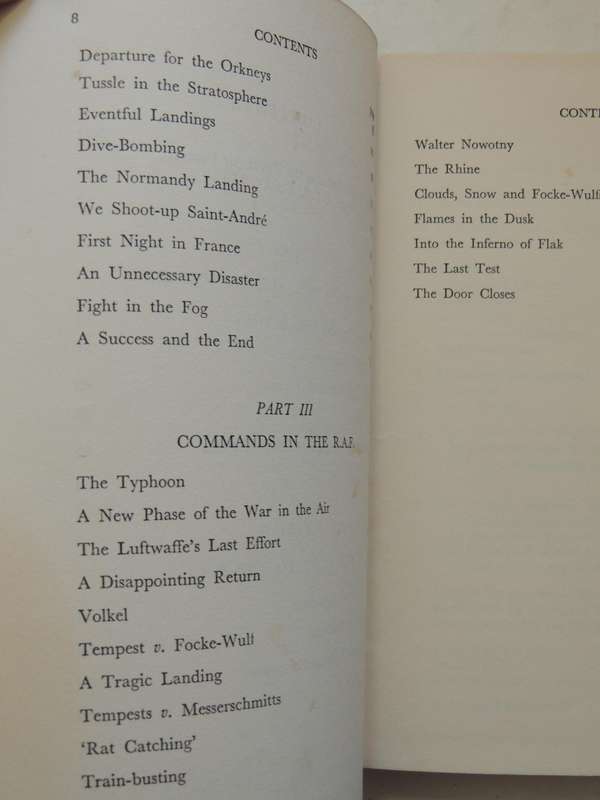 8
CONTENTS
Departure for the Orkneys
Tussle in the Stratosphere
Eventful Landings
Dive-Bombing
The Normandy Landing
We Shoot-up Saint-André
First Night in France
An Unnecessary Disaster
Fight in the Fog
A Success and the End
PART III
COMMANDS IN THE R.A.F.
The Typhoon
A New Phase of the War in the Air
The Luftwaffe's Last Effort
A Disappointing Return
Volkel
Tempest v. Focke-Wulf
A Tragic Landing
Tempests v. Messerschmitts
'Rat Catching'
Train-busting
CONTE
Walter Nowotny
The Rhine
Clouds, Snow and Focke-Wulf
Flames in the Dusk
Into the Inferno of Flak
The Last Test
The Door Closes